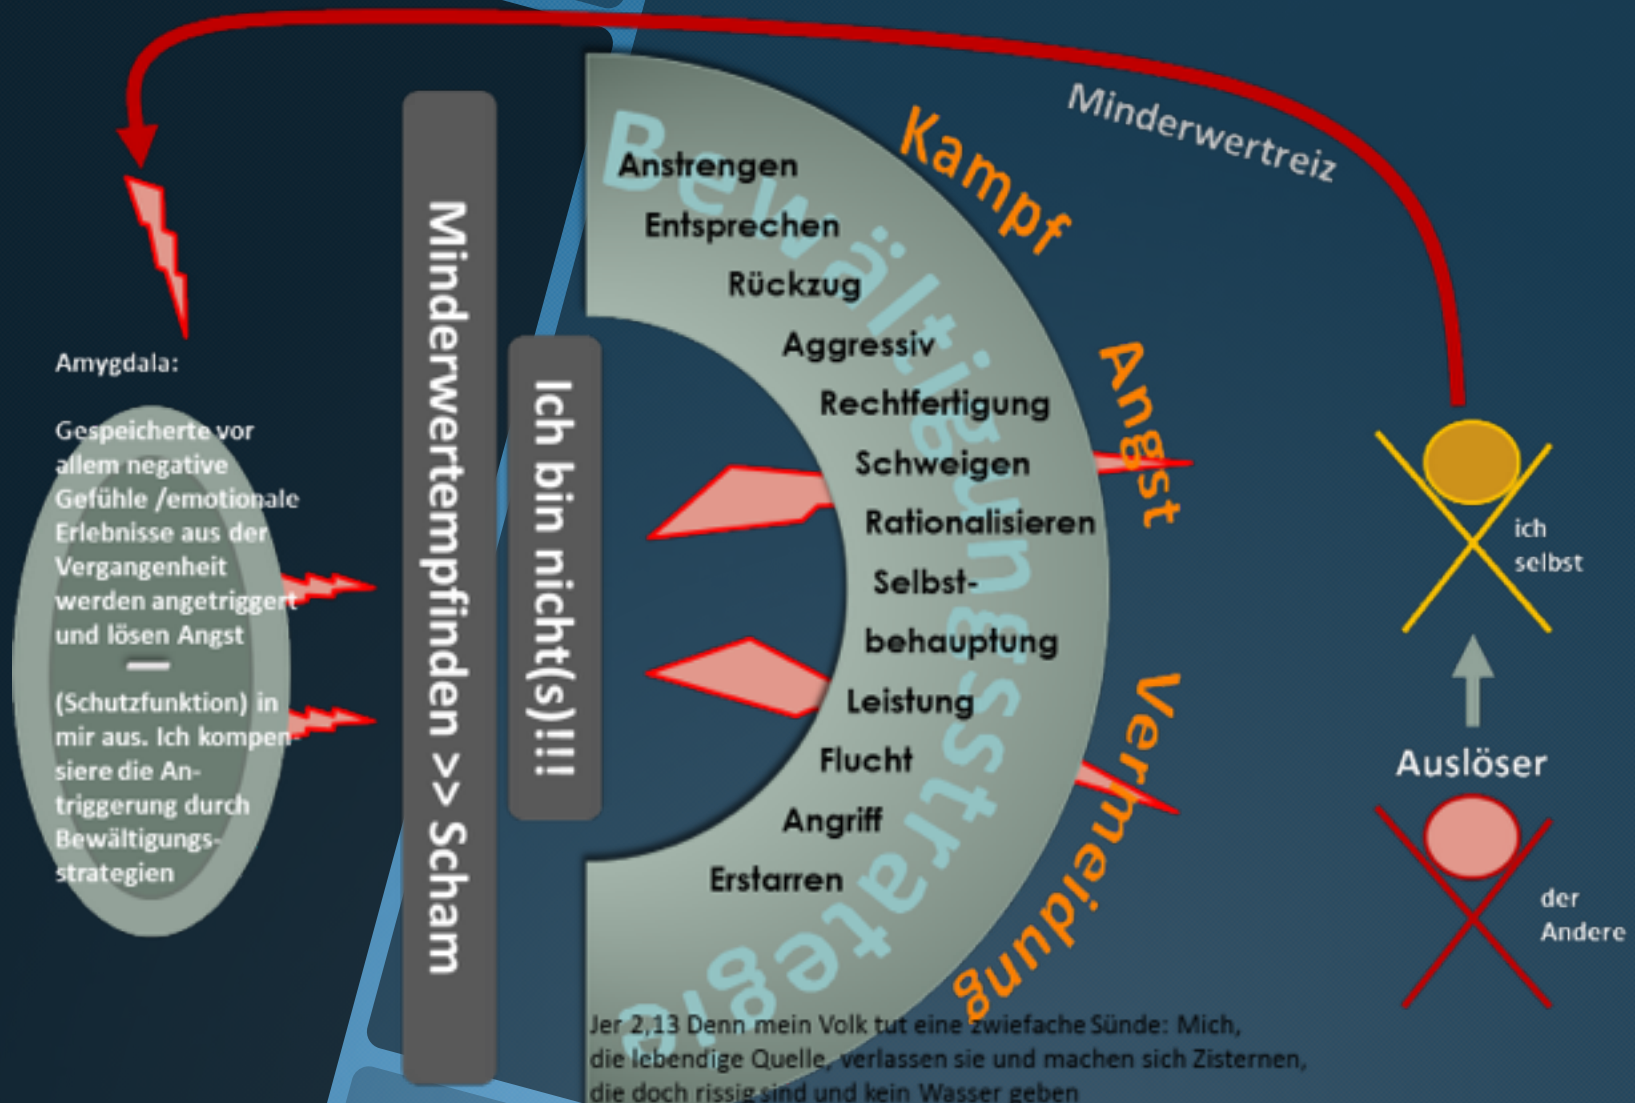 Minderwertreiz
Amygdala:
Gespeicherte vor
allem negative
Gefühle /emotionale
Erlebnisse aus der
Vergangenheit
werden angetriggert
und lösen Angst
—
(Schutzfunktion) in
mir aus. Ich kompen-
siere die An-
triggerung durch
Bewältigungs-
strategien
Minderwertempfinden >> Scham
Ich bin nicht(s)!!!
Bewältigungsstrategie
Anstrengen
Entsprechen
Rückzug
Aggressiv
Rechtfertigung
Schweigen
Rationalisieren
Selbst-
behauptung
Leistung
Flucht
Angriff
Erstarren
Kampf
Angst
Vermeidung
ich
selbst
Auslöser
der
Andere
Jer 2,13 Denn mein Volk tut eine zwiefache Sünde: Mich,
die lebendige Quelle, verlassen sie und machen sich Zisternen,
die doch rissig sind und kein Wasser geben